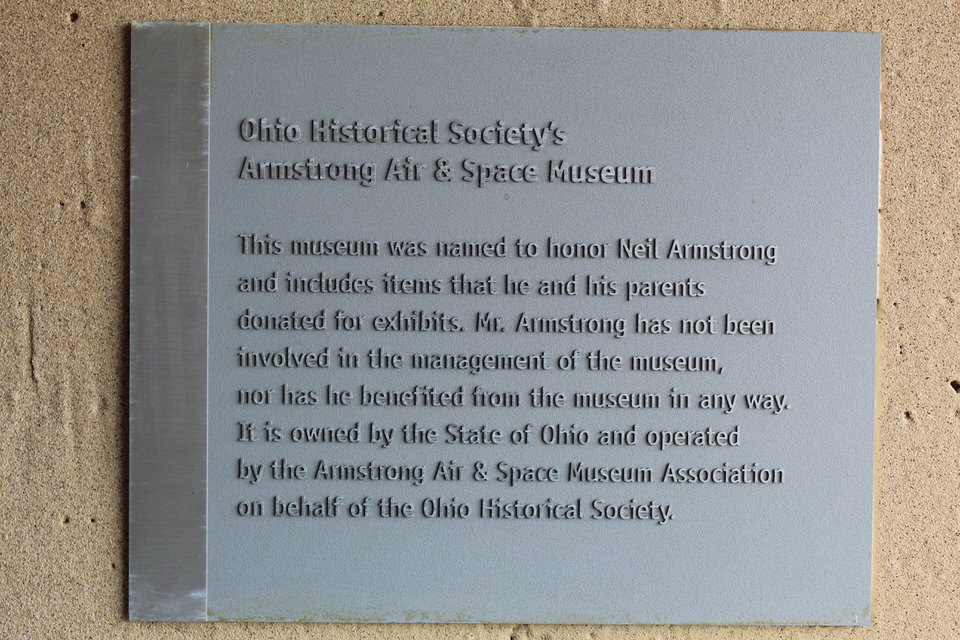 Ohio Historical Society's
Armstrong Air & Space Museum
This museum was named to honor Neil Armstrong
and includes items that he and his parents
donated for exhibits. Mr. Armstrong has not been
involved in the management of the museum,
nor has he benefited from the museum in any way.
It is owned by the State of Ohio and operated
by the Armstrong Air & Space Museum Association
on behalf of the Ohio Historical Society.